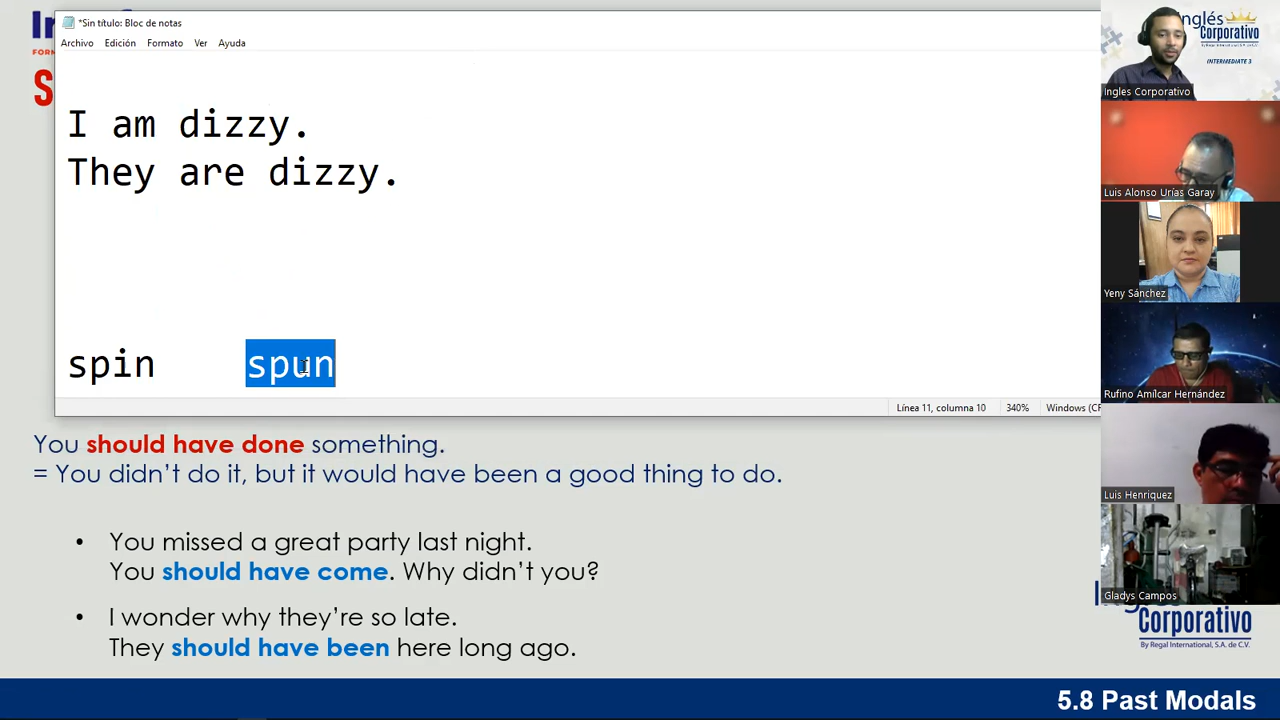 *Sin título: Bloc de notas
Archivo Edición Formato Ver Ayuda
I am dizzy.
They are dizzy.
spin spun
Línea 11, columna 10 340% Windows (CR
You should have done something.
= You didn't do it, but it would have been a good thing to do.
• You missed a great party last night.
You should have come. Why didn't you?
• I wonder why they're so late.
They should have been here long ago.
Inglés
Corporativo
By Regal International, S.A. de C.V.
INTERMEDIATE 3
Ingles Corporativo
Luis Alonso Urías Garay
Yeny Sánchez
Rufino Amílcar Hernández
Luis Henriquez
Gladys Campos
CORPORATIVO
By Regal International, S.A. de C.V.
5.8 Past Modals